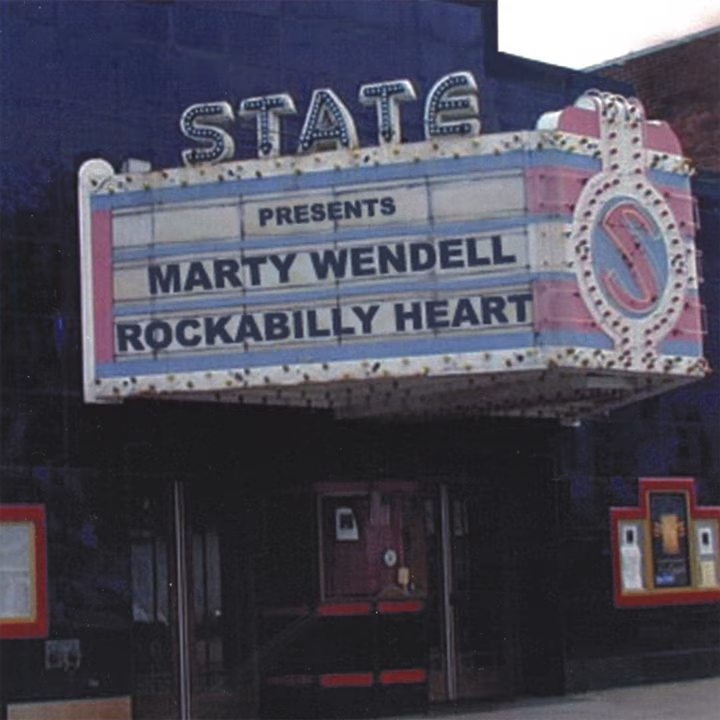 STATE
PRESENTS
MARTY WENDELL
ROCKABILLY HEART
S